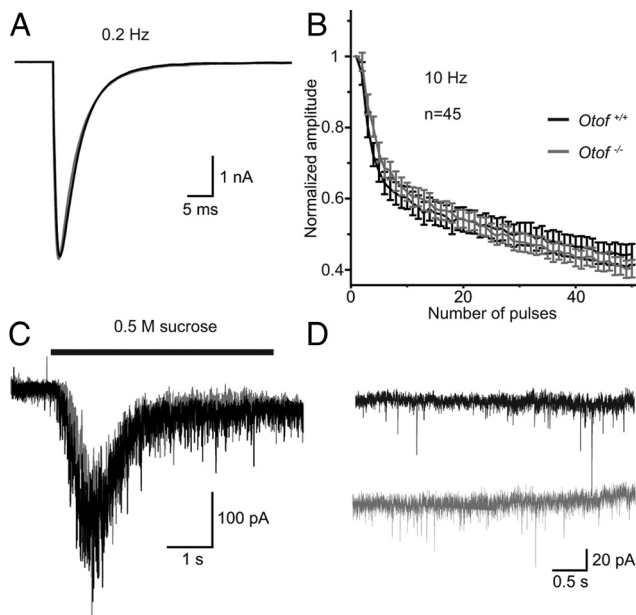 A
0.2 Hz
1 nA
5 ms
B
Normalized amplitude
1
0.8
0.6
0.4
10 Hz
n=45
Otof +/+
Otof -/-
0
20
40
Number of pulses
C
0.5 M sucrose
100 pA
1 s
D
20 pA
0.5 s